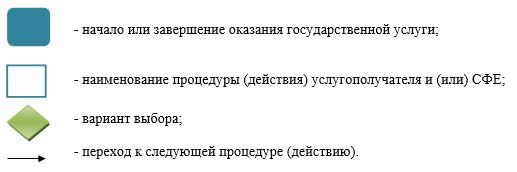 - начало или завершение оказания государственной услуги;
- наименование процедуры (действия) услугополучателя и (или) СФЕ;
- вариант выбора;
- переход к следующей процедуре (действию).